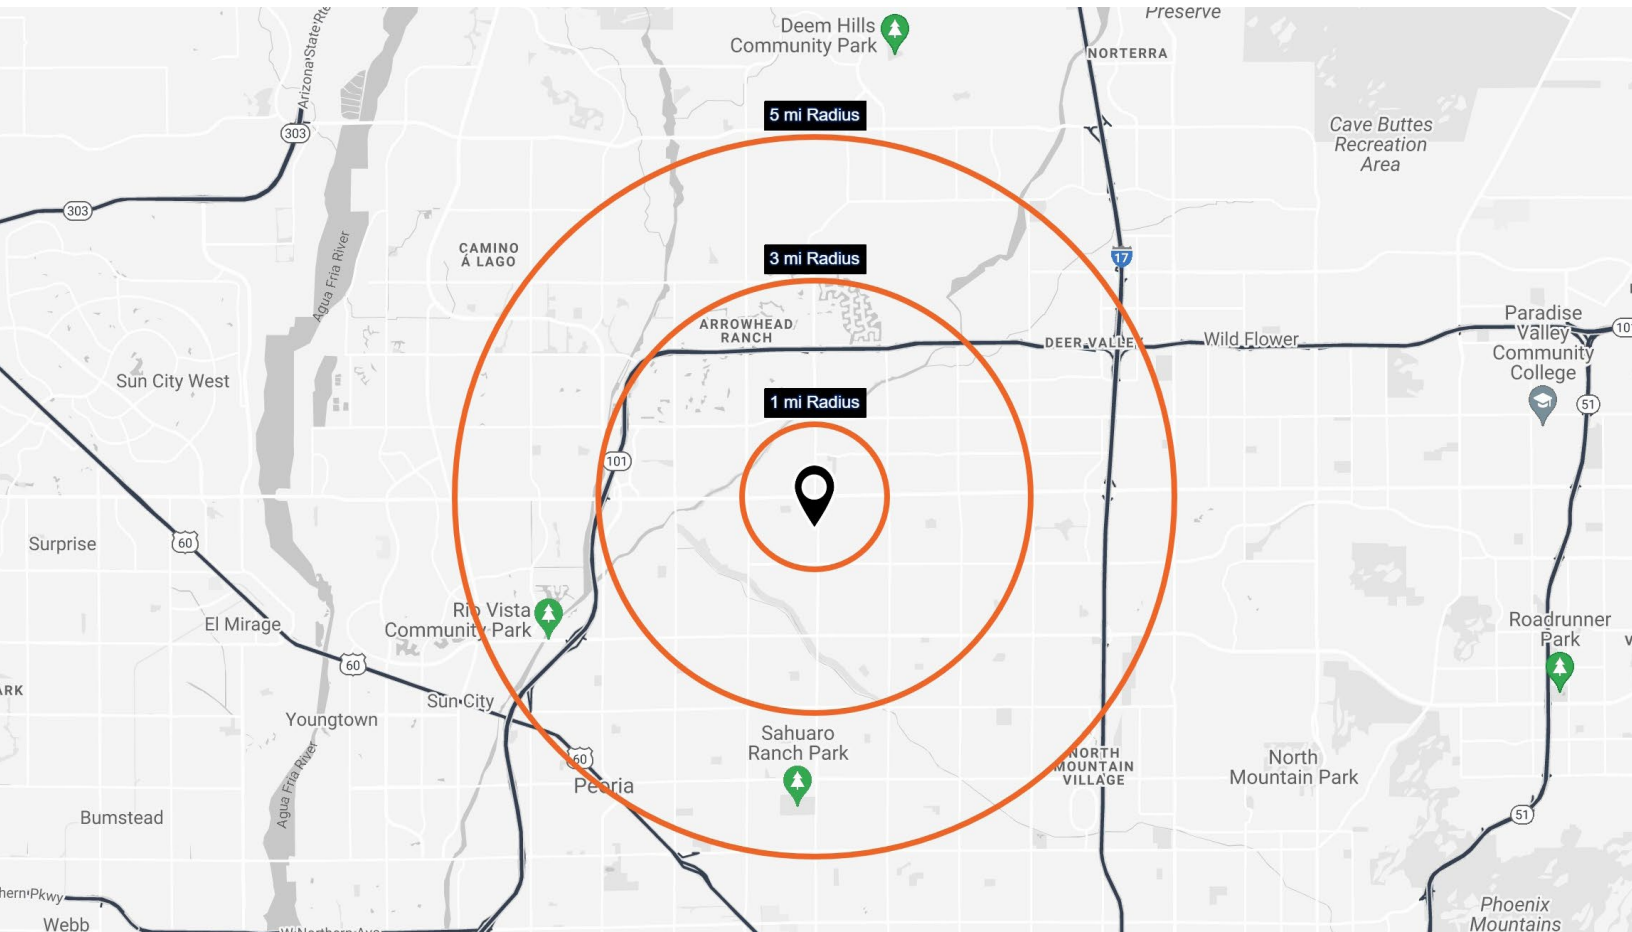 Preserve
Deem Hills
Community Park
NORTERRA
Arizona State Rte
303
5 mi Radius
Cave Buttes
Recreation
Area
303
CAMINO
Á LAGO
Agua Fria River
3 mi Radius
17
ARROWHEAD
RANCH
DEER VALLEY
Wild Flower
Paradise
Valley
Community
College
101
Sun City West
1 mi Radius
51
101
Surprise
60
Rio Vista
Community Park
El Mirage
Roadrunner
Park
60
Sun City
Youngtown
Sahuaro
Ranch Park
60
Peoria
NORTH
MOUNTAIN
VILLAGE
North
Mountain Park
Agua Fria River
Bumstead
51
hern Pkwy
Webb
W Northern Ave
Phoenix
Mountains